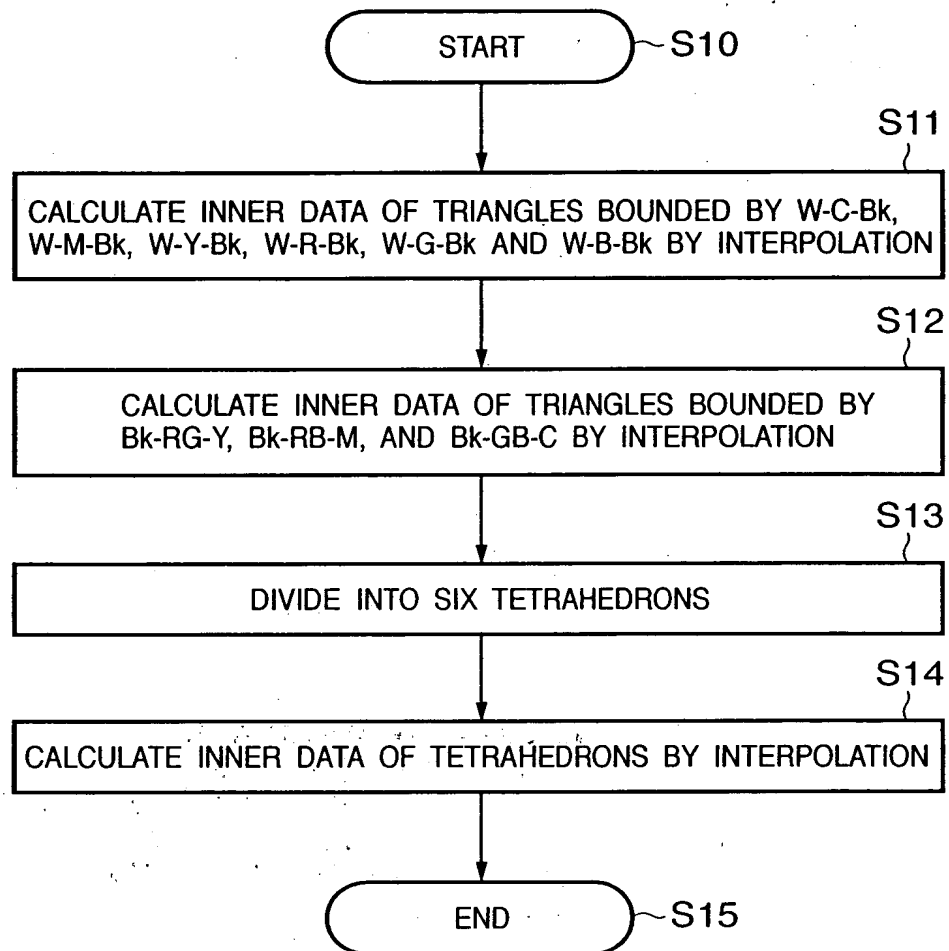 START
S10
S11
CALCULATE INNER DATA OF TRIANGLES BOUNDED BY W-C-Bk,
W-M-Bk, W-Y-Bk, W-R-Bk, W-G-Bk AND W-B-Bk BY INTERPOLATION
S12
CALCULATE INNER DATA OF TRIANGLES BOUNDED BY
Bk-RG-Y, Bk-RB-M, AND Bk-GB-C BY INTERPOLATION
S13
DIVIDE INTO SIX TETRAHEDRONS
S14
CALCULATE INNER DATA OF TETRAHEDRONS BY INTERPOLATION
END
S15